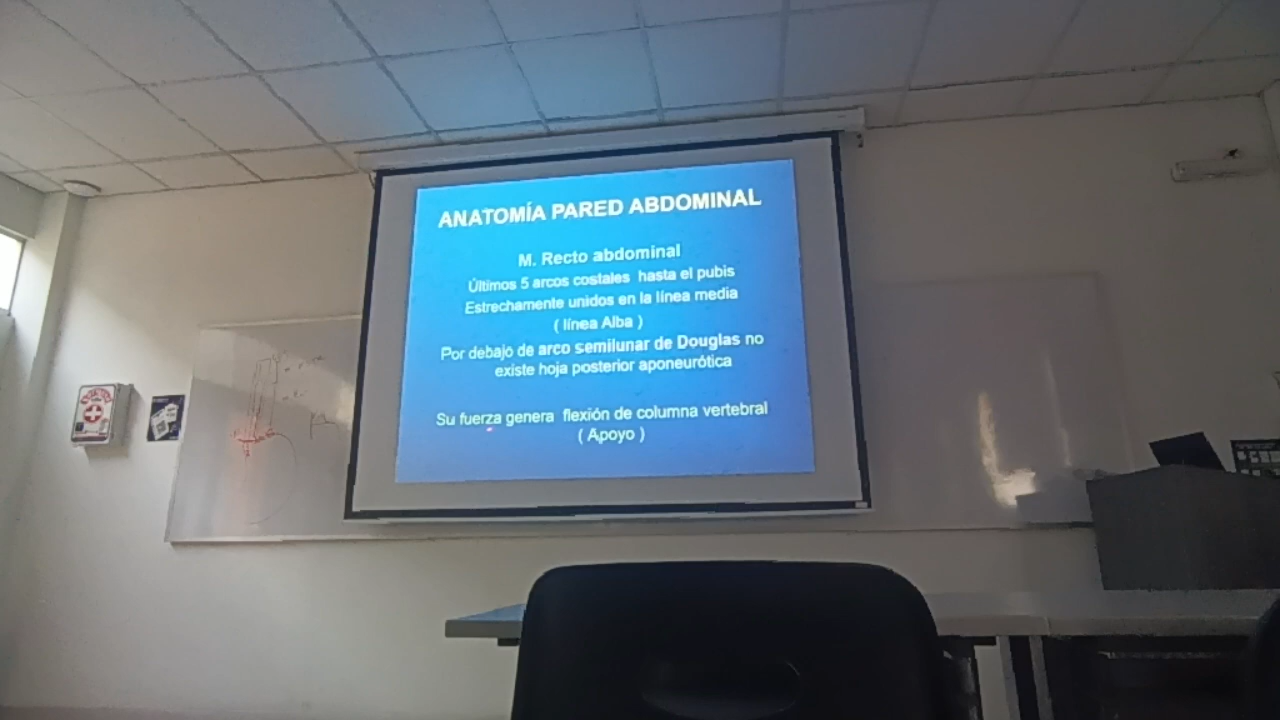 ANATOMÍA PARED ABDOMINAL
M. Recto abdominal
Últimos 5 arcos costales hasta el pubis
Estrechamente unidos en la línea media
( línea Alba )
Por debajo de arco semilunar de Douglas no
existe hoja posterior aponeurótica
Su fuerza genera flexión de columna vertebral
( Apoyo )